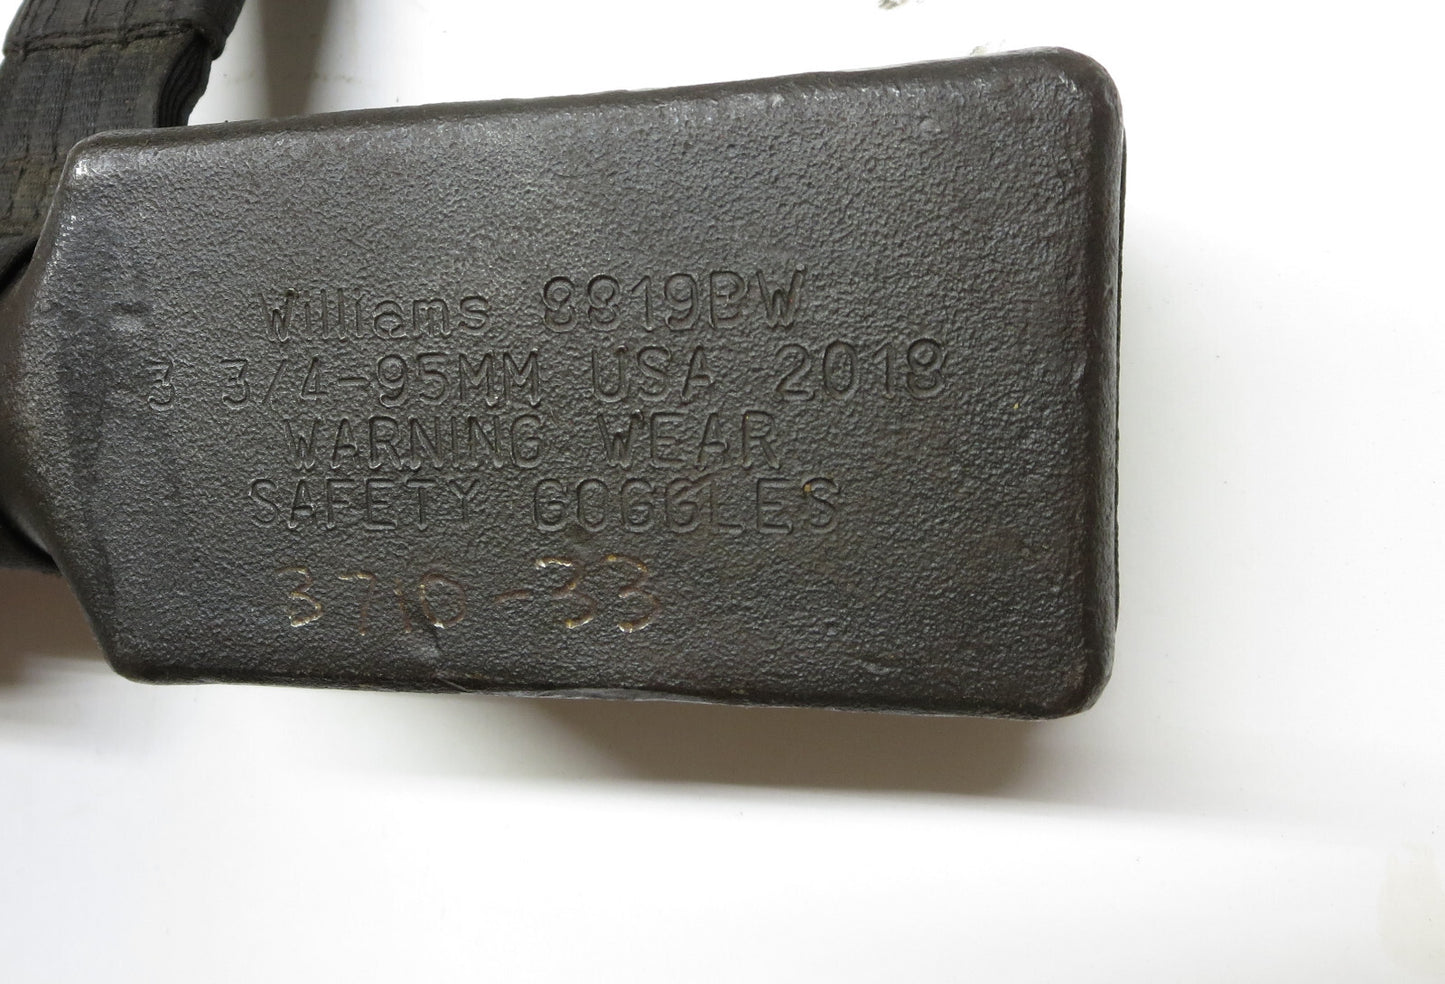 Williams 8819BW
3 3/4-95MM USA 2018
WARNING WEAR
SAFETY GOGGLES
3710-33